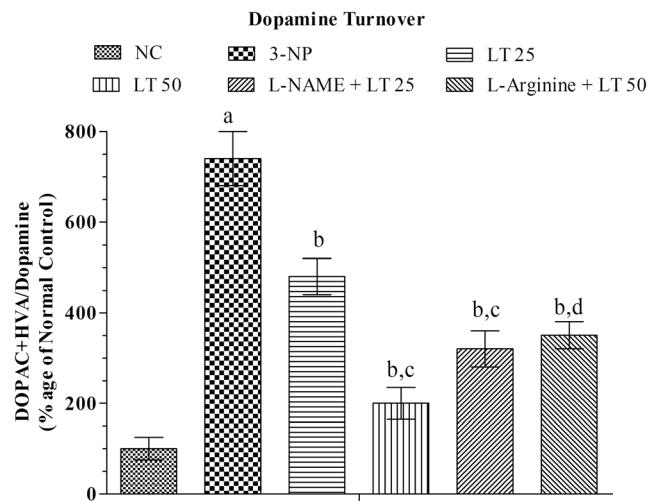 Dopamine Turnover
NC 3-NP LT 25
LT 50 L-NAME + LT 25 L-Arginine + LT 50
DOPAC+HVA/Dopamine
(% age of Normal Control)
800
600
400
200
0
a
b
b,c
b,c
b,d